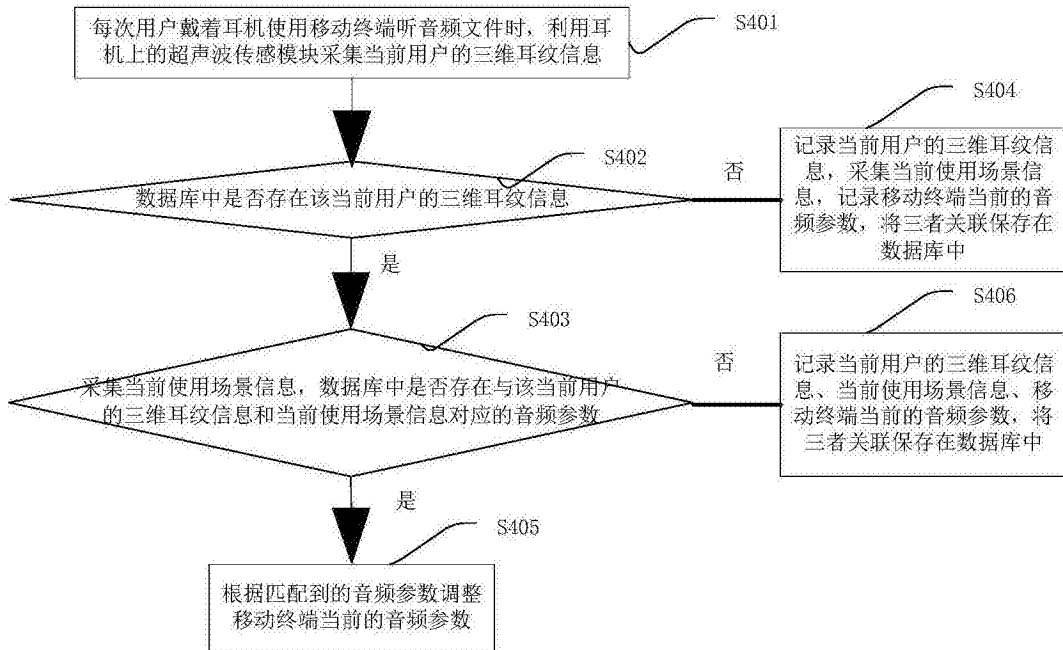 每次用户戴着耳机使用移动终端听音频文件时，利用耳
机上的超声波传感模块采集当前用户的三维耳纹信息
S401
S402
数据库中是否存在该当前用户的三维耳纹信息
否
S404
记录当前用户的三维耳纹信
息，采集当前使用场景信
息，记录移动终端当前的音
频参数，将三者关联保存在
数据库中
是
S403
采集当前使用场景信息，数据库中是否存在与该当前用户
的三维耳纹信息和当前使用场景信息对应的音频参数
否
S406
记录当前用户的三维耳纹信
息、当前使用场景信息、移
动终端当前的音频参数，将
三者关联保存在数据库中
是
S405
根据匹配到的音频参数调整
移动终端当前的音频参数